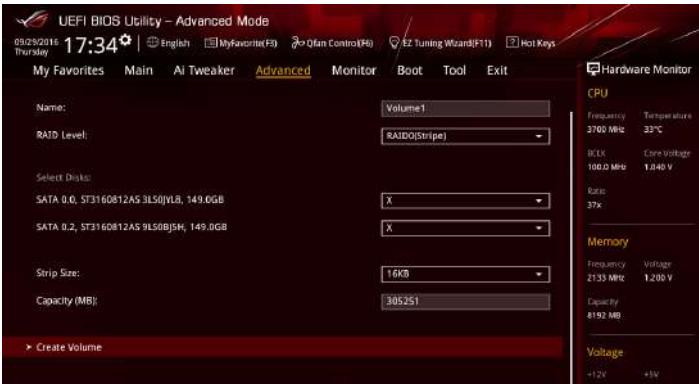 UEFI BIOS Utility – Advanced Mode
09/29/2016 Thursday 17:34 English MyFavorite(F3) Qfan Control(F6) EZ Tuning Wizard(F11) Hot Keys
My Favorites Main Ai Tweaker Advanced Monitor Boot Tool Exit
Hardware Monitor
Name: Volume1
RAID Level: RAID0(Stripe)
Select Disks:
SATA 0.0, ST3160812AS 3LS0JYL8, 149.0GB X
SATA 0.2, ST3160812AS 9LS0BJSH, 149.0GB X
Strip Size: 16KB
Capacity (MB): 305251
> Create Volume
CPU
Frequency Temperature
3700 MHz 33°C
BCLK Core Voltage
100.0 MHz 1.040 V
Ratio
37x
Memory
Frequency Voltage
2133 MHz 1.200 V
Capacity
8192 MB
Voltage
+12V +5V